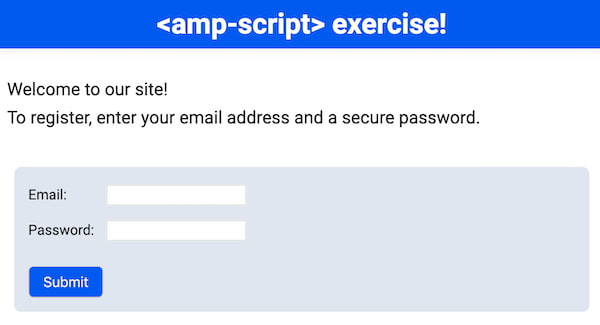 <amp-script> exercise!
Welcome to our site!
To register, enter your email address and a secure password.
Email:
Password:
Submit